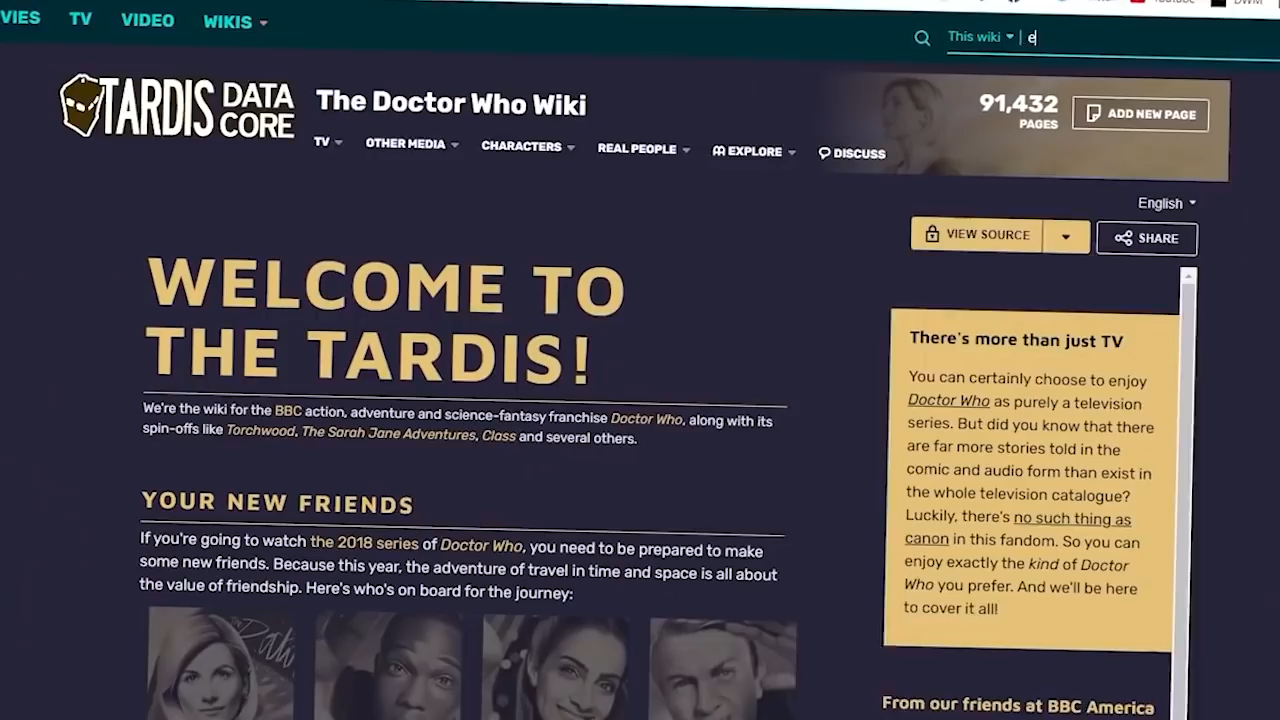 Youtube
DWM
VIES TV VIDEO WIKIS
This wiki | e
TARDIS DATA CORE
The Doctor Who Wiki
91,432
PAGES
ADD NEW PAGE
TV OTHER MEDIA CHARACTERS REAL PEOPLE EXPLORE DISCUSS
English
VIEW SOURCE
SHARE
WELCOME TO
THE TARDIS!
We're the wiki for the BBC action, adventure and science-fantasy franchise Doctor Who, along with its
spin-offs like Torchwood, The Sarah Jane Adventures, Class and several others.
YOUR NEW FRIENDS
If you're going to watch the 2018 series of Doctor Who, you need to be prepared to make
some new friends. Because this year, the adventure of travel in time and space is all about
the value of friendship. Here's who's on board for the journey:
There's more than just TV
You can certainly choose to enjoy
Doctor Who as purely a television
series. But did you know that there
are far more stories told in the
comic and audio form than exist in
the whole television catalogue?
Luckily, there's no such thing as
canon in this fandom. So you can
enjoy exactly the kind of Doctor
Who you prefer. And we'll be here
to cover it all!
From our friends at BBC America